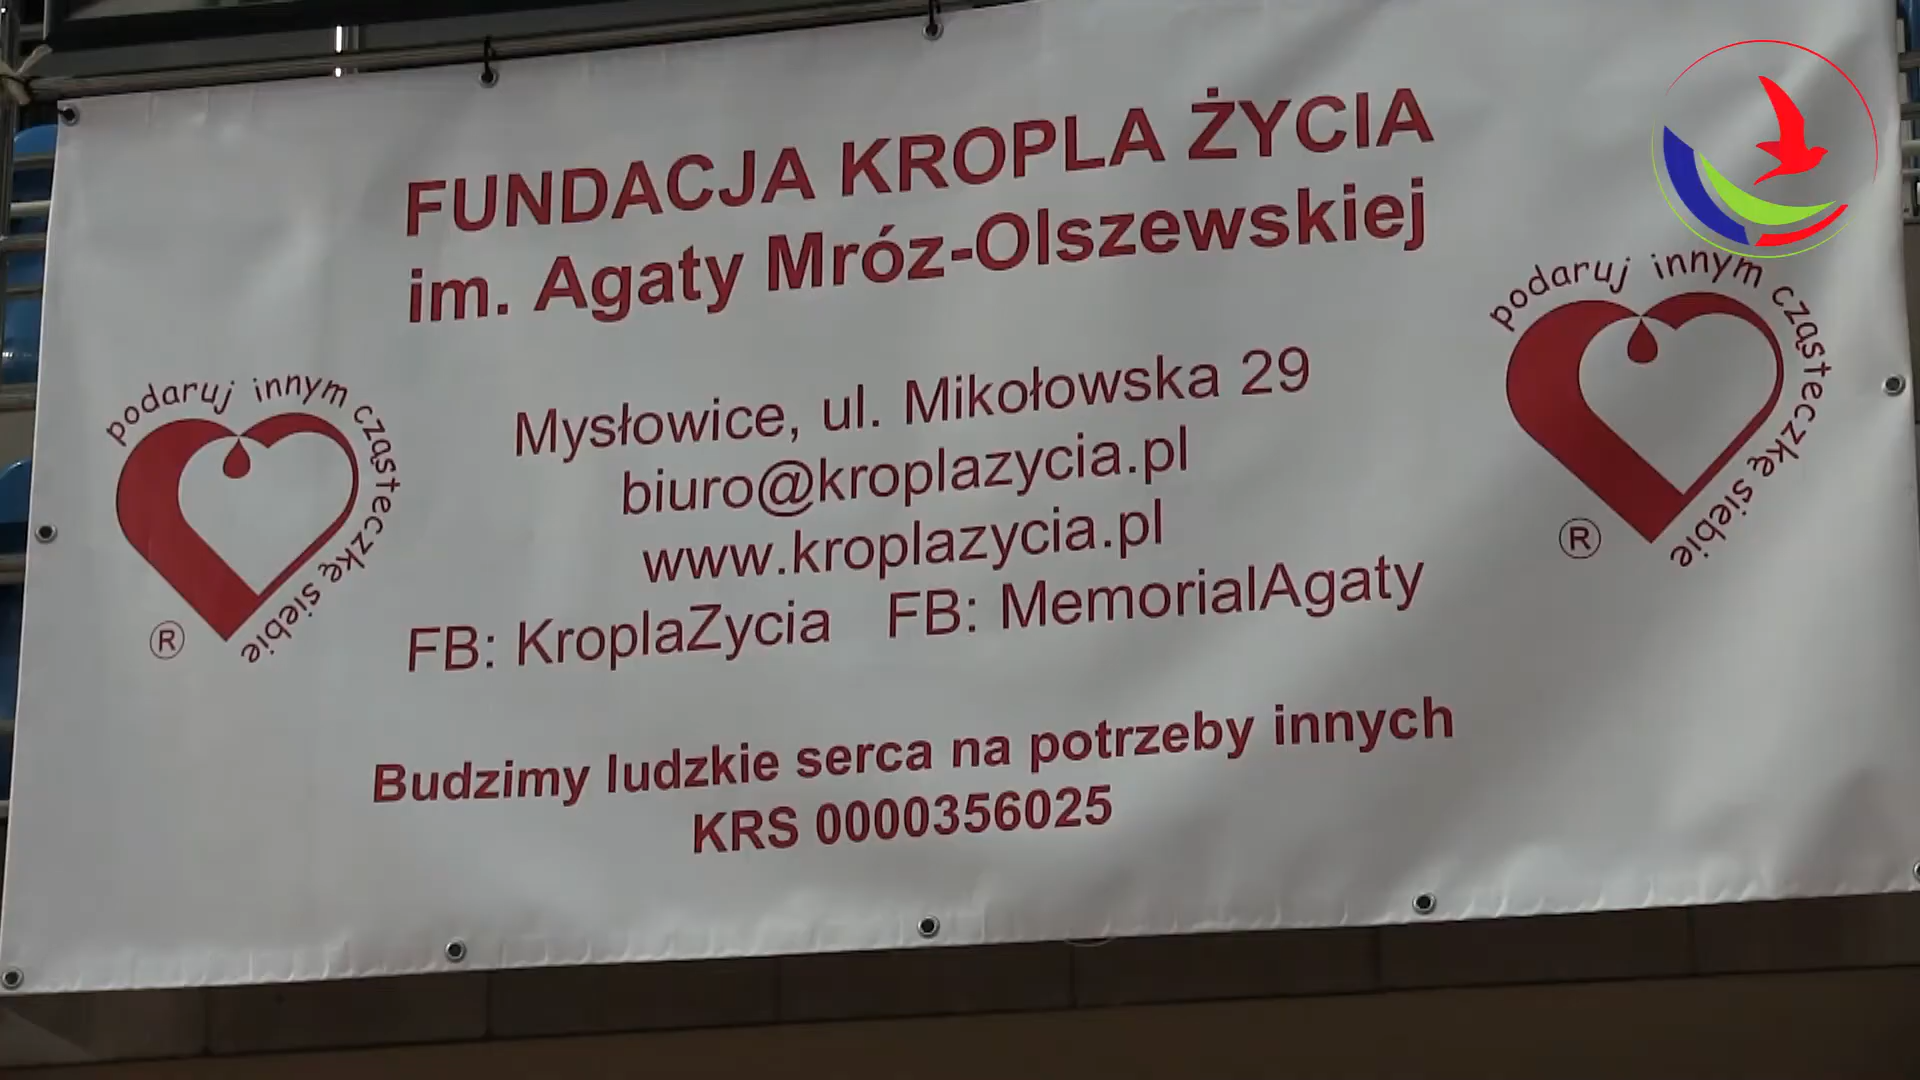 FUNDACJA KROPLA ŻYCIA
im. Agaty Mróz-Olszewskiej
podaruj innym cząsteczkę siebie
®
podaruj innym cząsteczkę siebie
®
Mysłowice, ul. Mikołowska 29
biuro@kroplazycia.pl
www.kroplazycia.pl
FB: KroplaZycia FB: MemorialAgaty
Budzimy ludzkie serca na potrzeby innych
KRS 0000356025